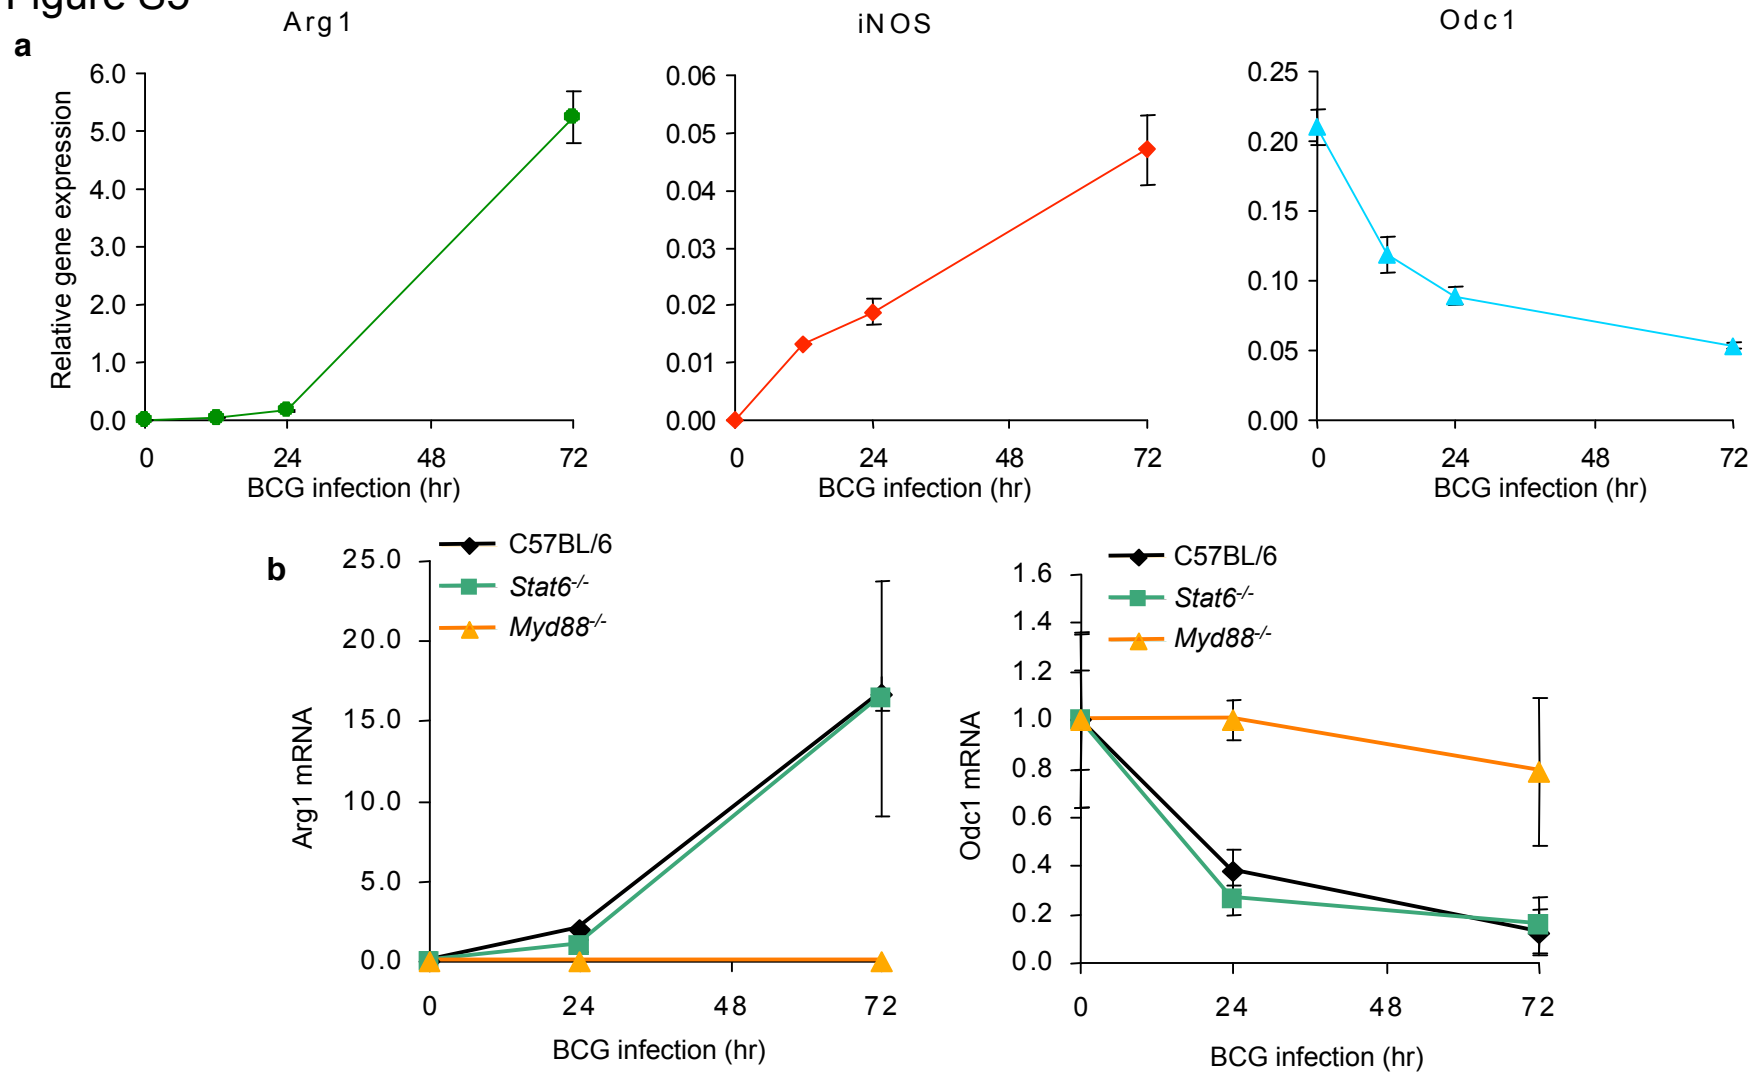 Figure S5
a
Arg1
iNOS
Odc1
Relative gene expression
6.0
5.0
4.0
3.0
2.0
1.0
0.0
0 24 48 72
BCG infection (hr)
0.06
0.05
0.04
0.03
0.02
0.01
0.00
0 24 48 72
BCG infection (hr)
0.25
0.20
0.15
0.10
0.05
0.00
0 24 48 72
BCG infection (hr)
b
C57BL/6
Stat6-/-
Myd88-/-
Arg1 mRNA
25.0
20.0
15.0
10.0
5.0
0.0
0 24 48 72
BCG infection (hr)
C57BL/6
Stat6-/-
Myd88-/-
Odc1 mRNA
1.6
1.4
1.2
1.0
0.8
0.6
0.4
0.2
0.0
0 24 48 72
BCG infection (hr)